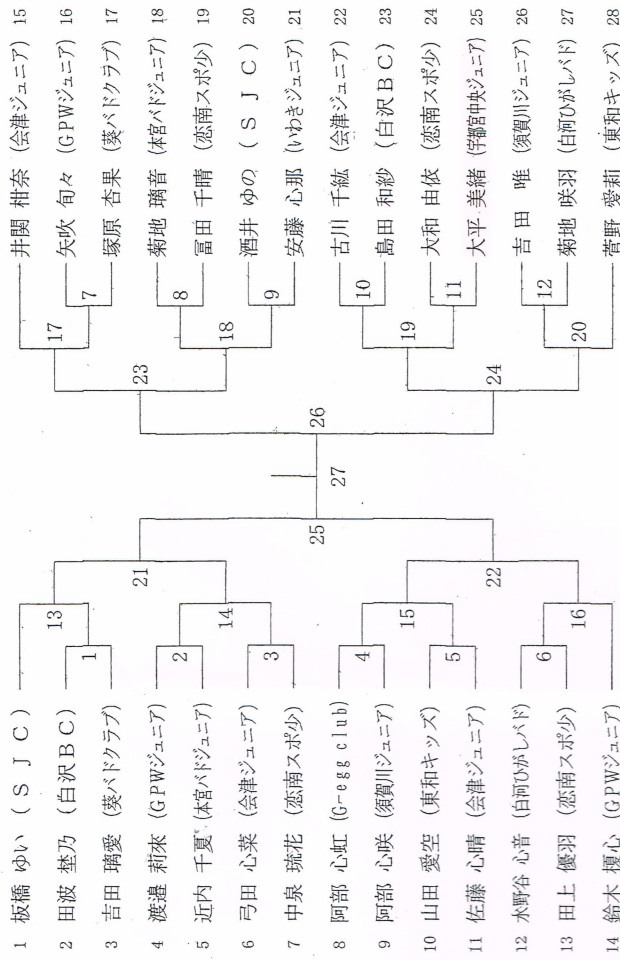 1 板橋 ゆい (ＳＪＣ)
2 田波 埜乃 (白沢ＢＣ)
3 吉田 璃愛 (葵バドクラブ)
4 渡邉 莉來 (GPWジュニア)
5 近内 千夏 (本宮バドジュニア)
6 弓田 心菜 (会津ジュニア)
7 中泉 琉花 (恋南スポ少)
8 阿部 心虹 (G-egg club)
9 阿部 心咲 (須賀川ジュニア)
10 山田 愛空 (東和キッズ)
11 佐藤 心晴 (会津ジュニア)
12 水野谷 心音 (白河ひがしバド)
13 田上 優羽 (恋南スポ少)
14 鈴木 榎心 (GPWジュニア)
1
2
3
4
5
6
13
14
15
16
21
22
25
27
26
23
24
17
18
19
20
7
8
9
10
11
12
井関 柑奈 (会津ジュニア) 15
矢吹 旬々 (GPWジュニア) 16
塚原 杏果 (葵バドクラブ) 17
菊地 璃音 (本宮バドジュニア) 18
冨田 千晴 (恋南スポ少) 19
酒井 ゆの (ＳＪＣ) 20
安藤 心那 (いわきジュニア) 21
古川 千紘 (会津ジュニア) 22
島田 和紗 (白沢ＢＣ) 23
大和 由依 (恋南スポ少) 24
大平 美緒 (宇都宮中央ジュニア) 25
吉田 唯 (須賀川ジュニア) 26
菊地 咲羽 (白河ひがしバド) 27
菅野 愛莉 (東和キッズ) 28